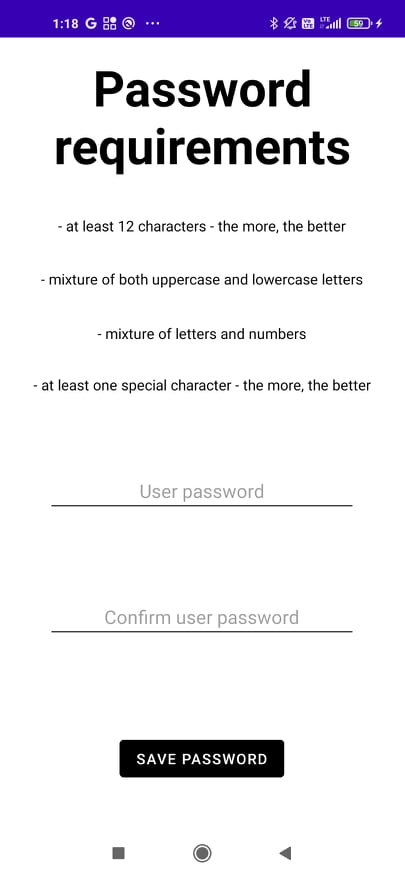 1:18
LTE 59
Password
requirements
- at least 12 characters - the more, the better
- mixture of both uppercase and lowercase letters
- mixture of letters and numbers
- at least one special character - the more, the better
User password
Confirm user password
SAVE PASSWORD